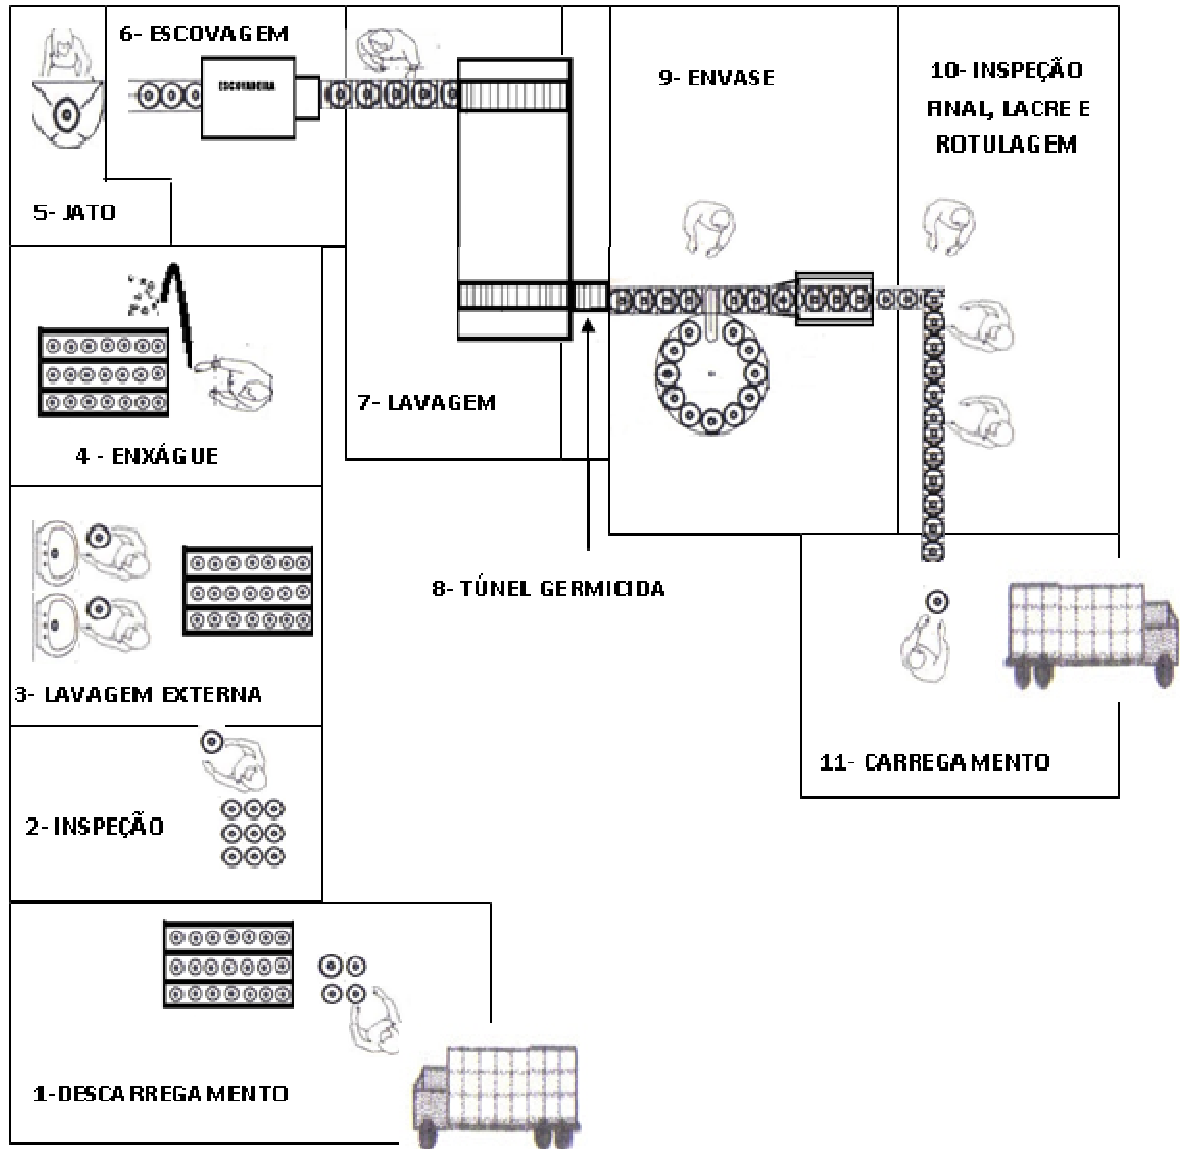 6- ESCOVAGEM
ESCOVADEIRA
9- ENVASE
10- INSPEÇÃO
FINAL, LACRE E
ROTULAGEM
5- JATO
7- LAVAGEM
4 - ENXÁGUE
8- TÚNEL GERMICIDA
3- LAVAGEM EXTERNA
11- CARREGAMENTO
2- INSPEÇÃO
1-DESCARREGAMENTO